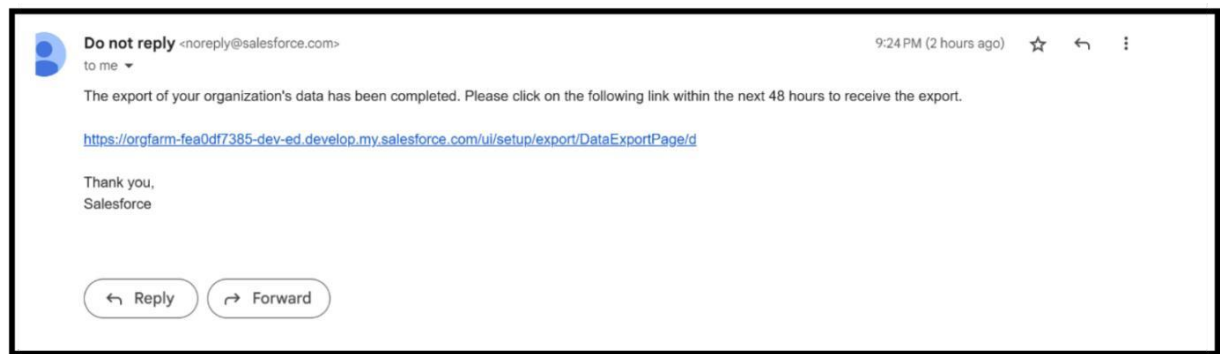 Do not reply <noreply@salesforce.com> 9:24 PM (2 hours ago)
to me
The export of your organization's data has been completed. Please click on the following link within the next 48 hours to receive the export.
https://orgfarm-fea0df7385-dev-ed.develop.my.salesforce.com/ui/setup/export/DataExportPage/d
Thank you,
Salesforce
Reply Forward